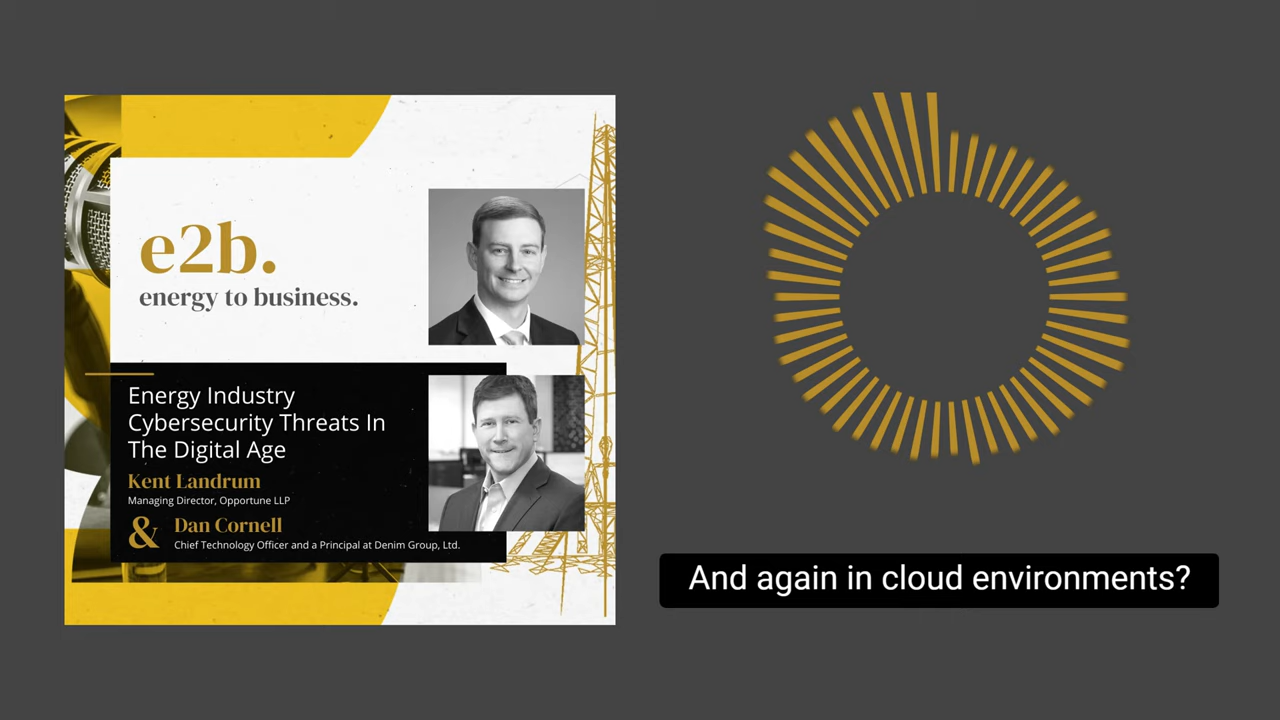 e2b.
energy to business.
Energy Industry
Cybersecurity Threats In
The Digital Age
Kent Landrum
Managing Director, Opportune LLP
& Dan Cornell
Chief Technology Officer and a Principal at Denim Group, Ltd.
And again in cloud environments?